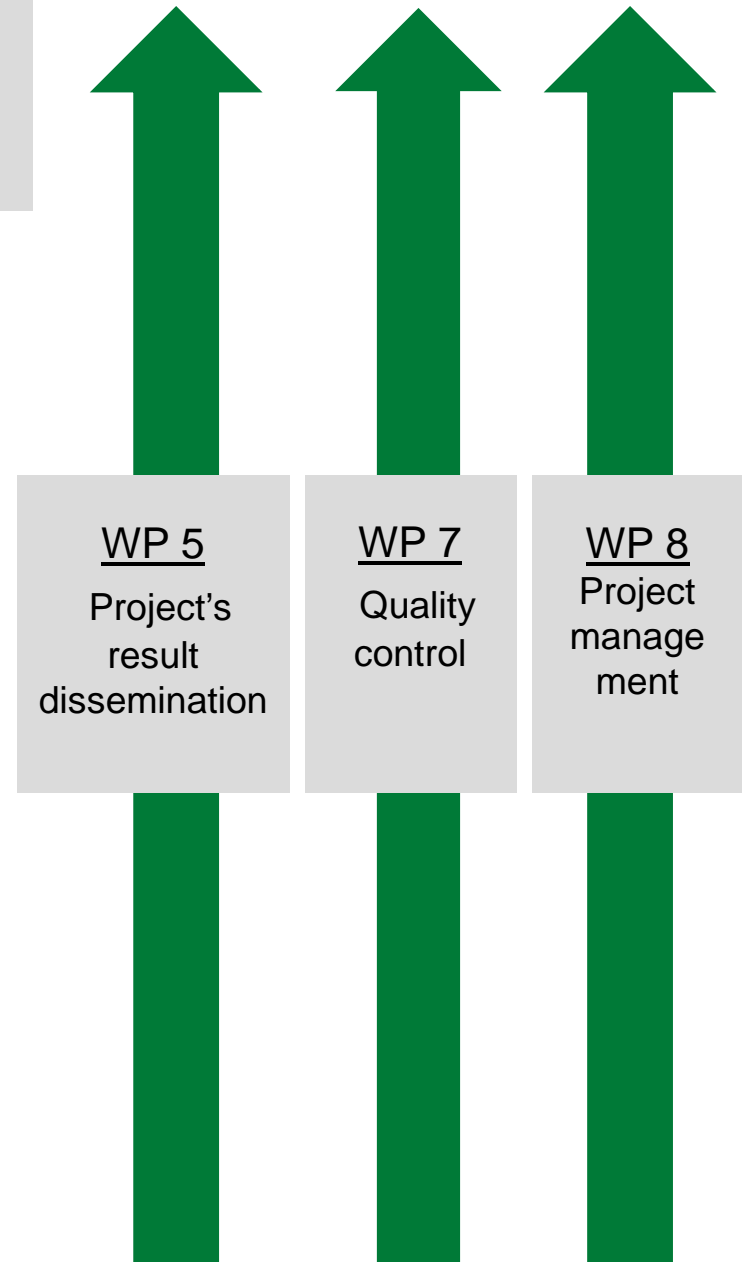 WP 5
Project’s
result
dissemination
WP 7
Quality
control
WP 8
Project
manage
ment